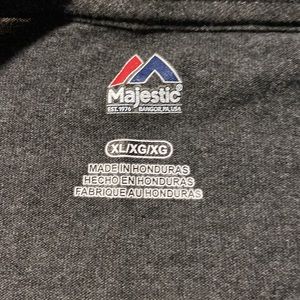 Majestic
EST. 1976 BANGOR, PA, USA
XL/XG/XG
MADE IN HONDURAS
HECHO EN HONDURAS
FABRIQUE AU HONDURAS